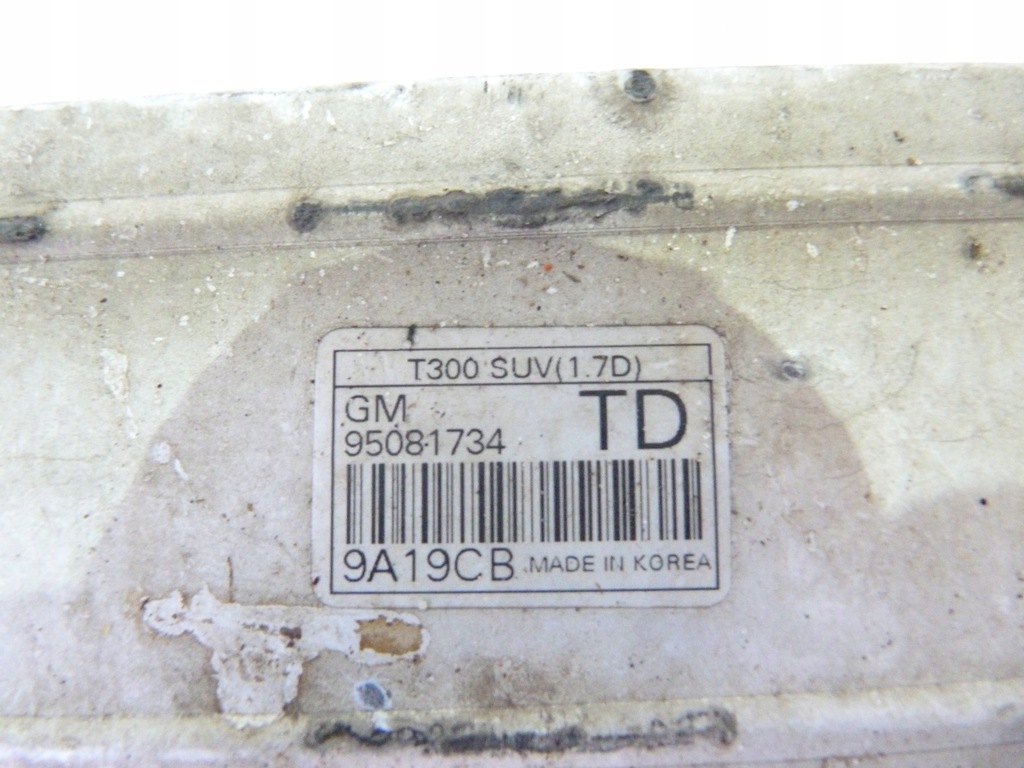 T300 SUV(1.7D)
GM TD
95081734
9A19CB MADE IN KOREA